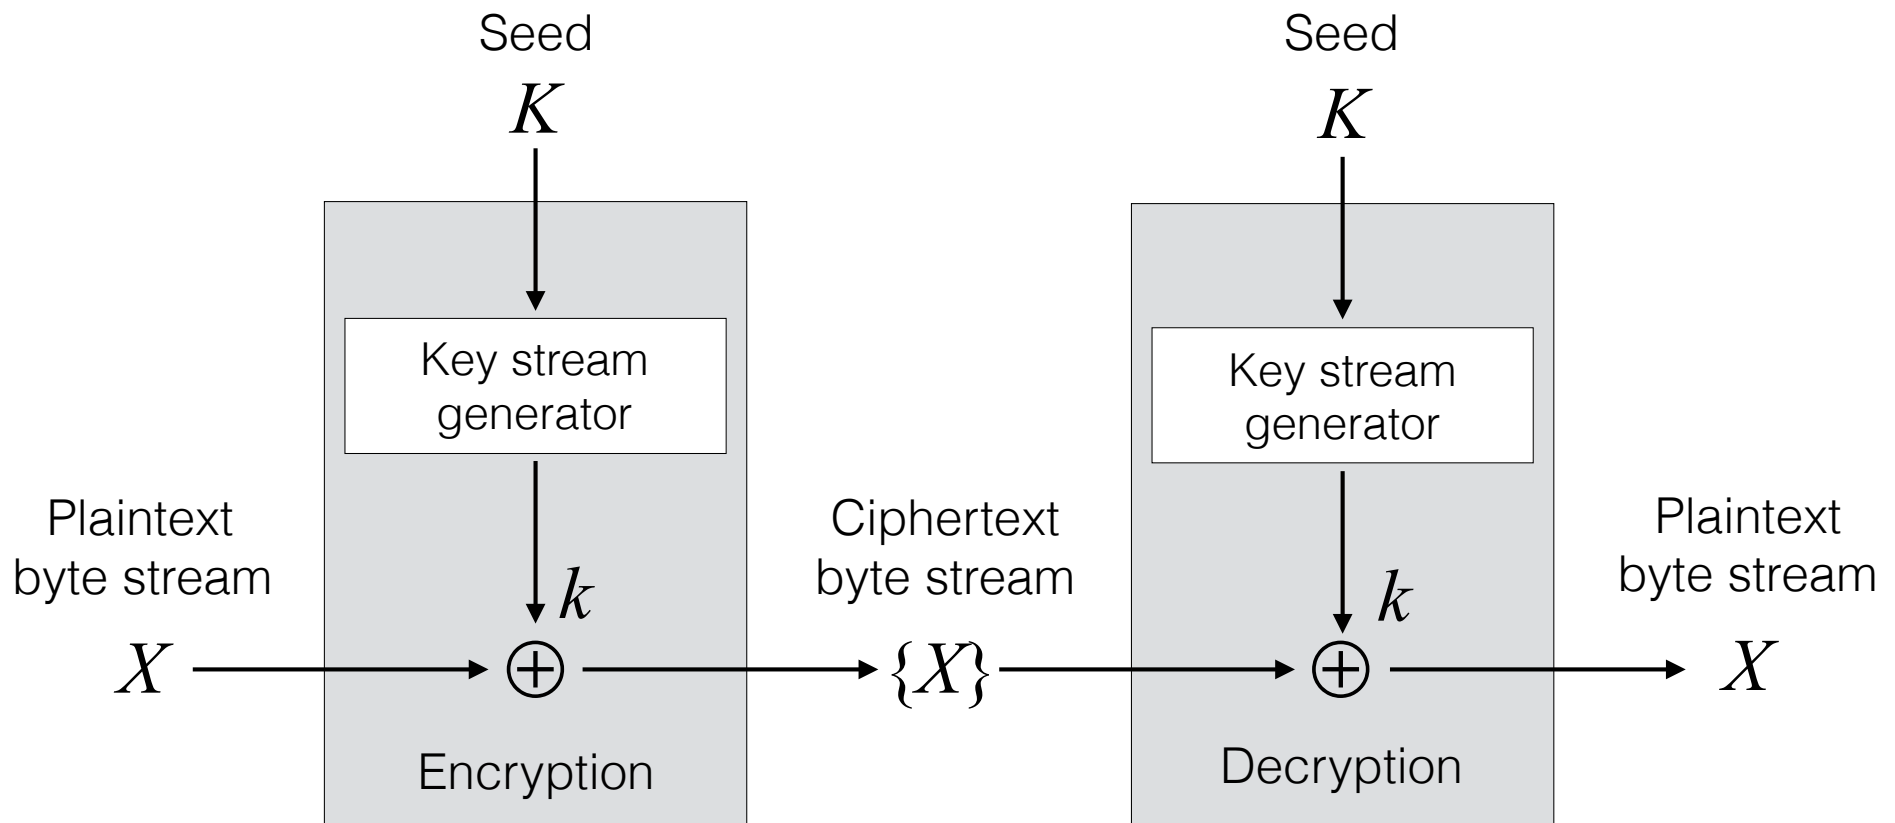 Seed
K
Seed
K
Key stream
generator
Key stream
generator
Plaintext
byte stream
k
Ciphertext
byte stream
k
Plaintext
byte stream
X
⊕
{X}
⊕
X
Encryption
Decryption